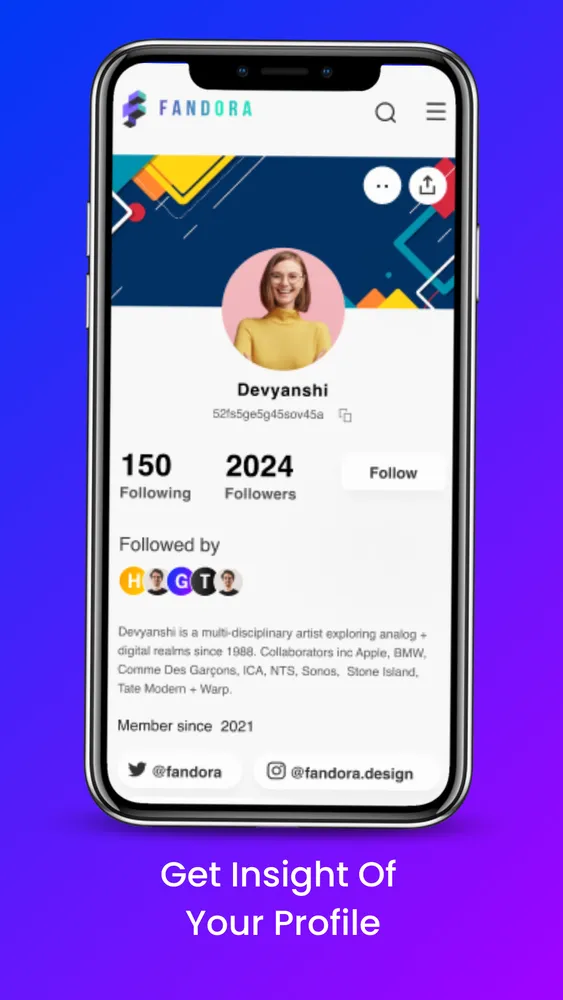 FANDORA
Devyanshi
52fs5ge5g45sov45a
150
Following
2024
Followers
Follow
Followed by
H G T
Devyanshi is a multi-disciplinary artist exploring analog +
digital realms since 1988. Collaborators inc Apple, BMW,
Comme Des Garçons, ICA, NTS, Sonos, Stone Island,
Tate Modern + Warp.
Member since 2021
@fandora
@fandora.design
Get Insight Of
Your Profile